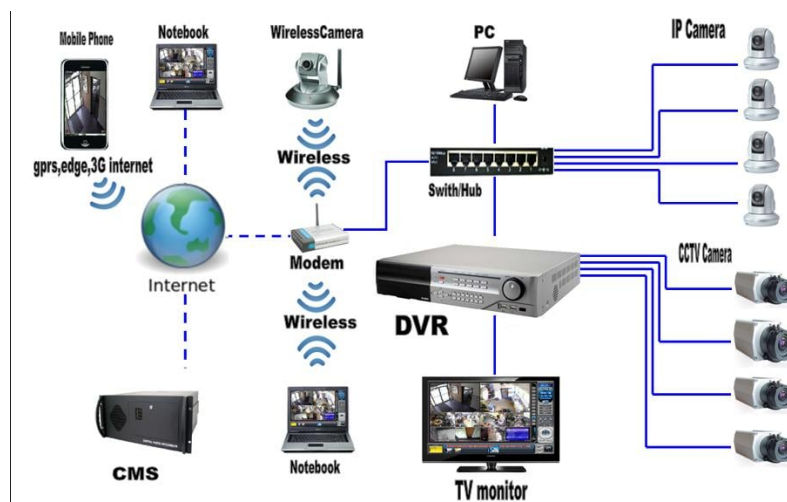 Mobile Phone
Notebook
WirelessCamera
PC
IP Camera
Wireless
gprs,edge,3G internet
Swith/Hub
Modem
Internet
CCTV Camera
Wireless
DVR
CMS
Notebook
TV monitor